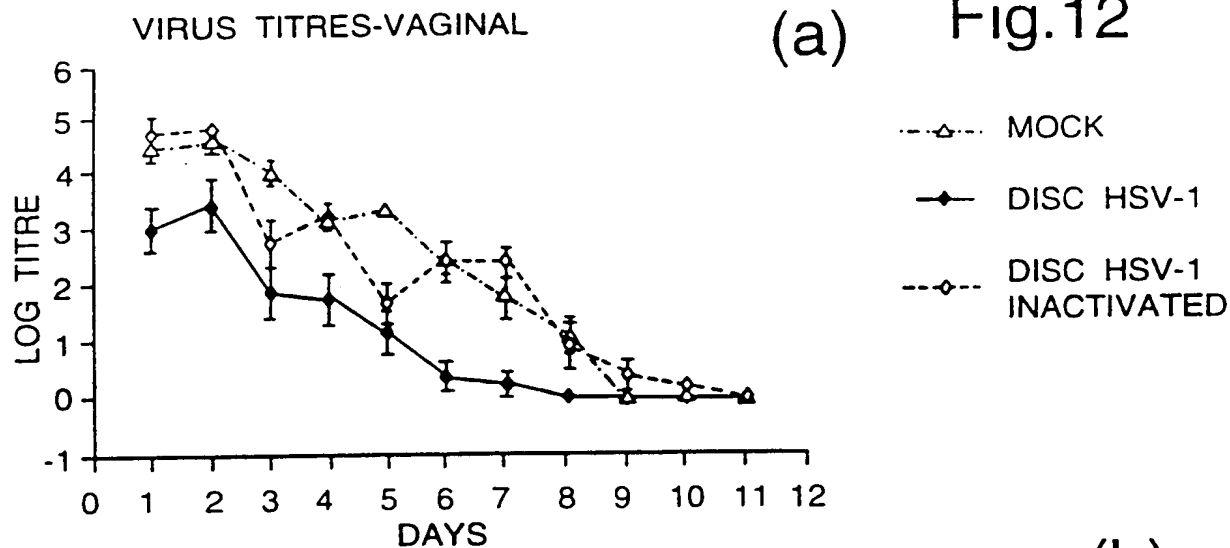 VIRUS TITRES-VAGINAL
(a)
Fig.12
6
5
4
3
2
1
0
-1
LOG TITRE
0 1 2 3 4 5 6 7 8 9 10 11 12
DAYS
MOCK
DISC HSV-1
DISC HSV-1
INACTIVATED